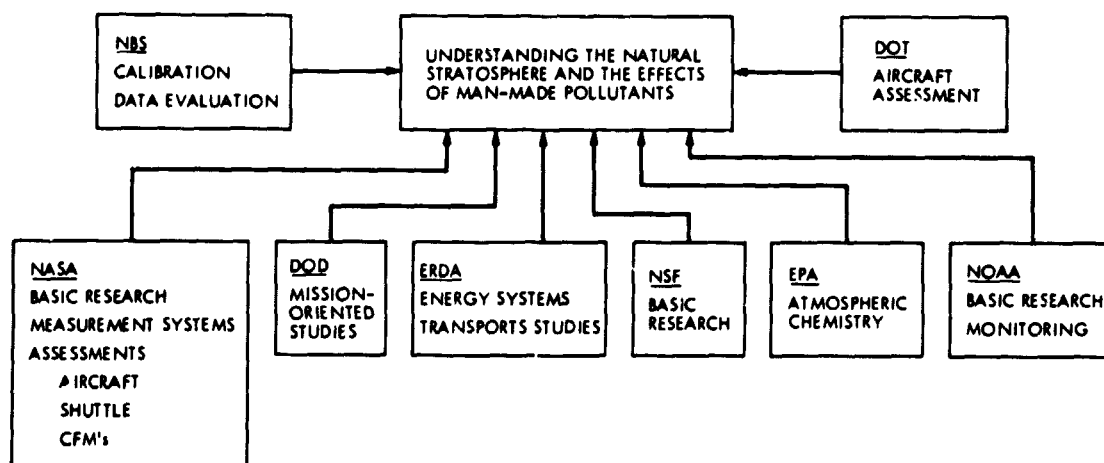 NBS
CALIBRATION
DATA EVALUATION
UNDERSTANDING THE NATURAL
STRATOSPHERE AND THE EFFECTS
OF MAN-MADE POLLUTANTS
DOT
AIRCRAFT
ASSESSMENT
NASA
BASIC RESEARCH
MEASUREMENT SYSTEMS
ASSESSMENTS
AIRCRAFT
SHUTTLE
CFM's
DOD
MISSION-
ORIENTED
STUDIES
ERDA
ENERGY SYSTEMS
TRANSPORTS STUDIES
NSF
BASIC
RESEARCH
EPA
ATMOSPHERIC
CHEMISTRY
NOAA
BASIC RESEARCH
MONITORING